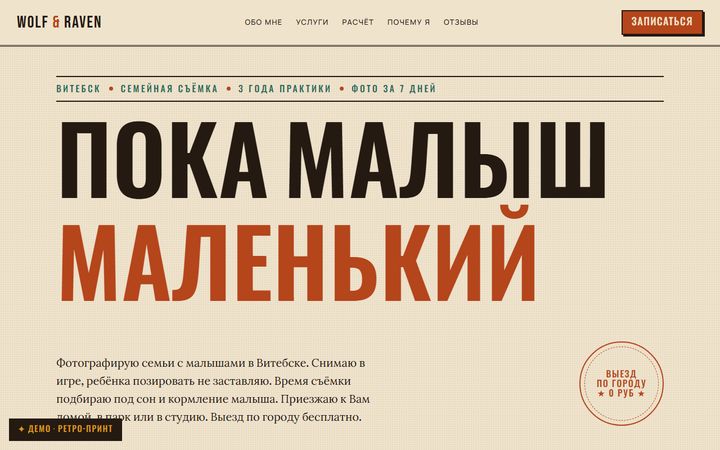 WOLF & RAVEN
ОБО МНЕ УСЛУГИ РАСЧЁТ ПОЧЕМУ Я ОТЗЫВЫ
ЗАПИСАТЬСЯ
ВИТЕБСК • СЕМЕЙНАЯ СЪЁМКА • 3 ГОДА ПРАКТИКИ • ФОТО ЗА 7 ДНЕЙ
ПОКА МАЛЫШ
МАЛЕНЬКИЙ
Фотографирую семьи с малышами в Витебске. Снимаю в
игре, ребёнка позировать не заставляю. Время съёмки
подбираю под сон и кормление малыша. Приезжаю к Вам
домой, в парк или в студию. Выезд по городу бесплатно.
ВЫЕЗД
ПО ГОРОДУ
★ 0 РУБ ★
✦ ДЕМО · РЕТРО-ПРИНТ